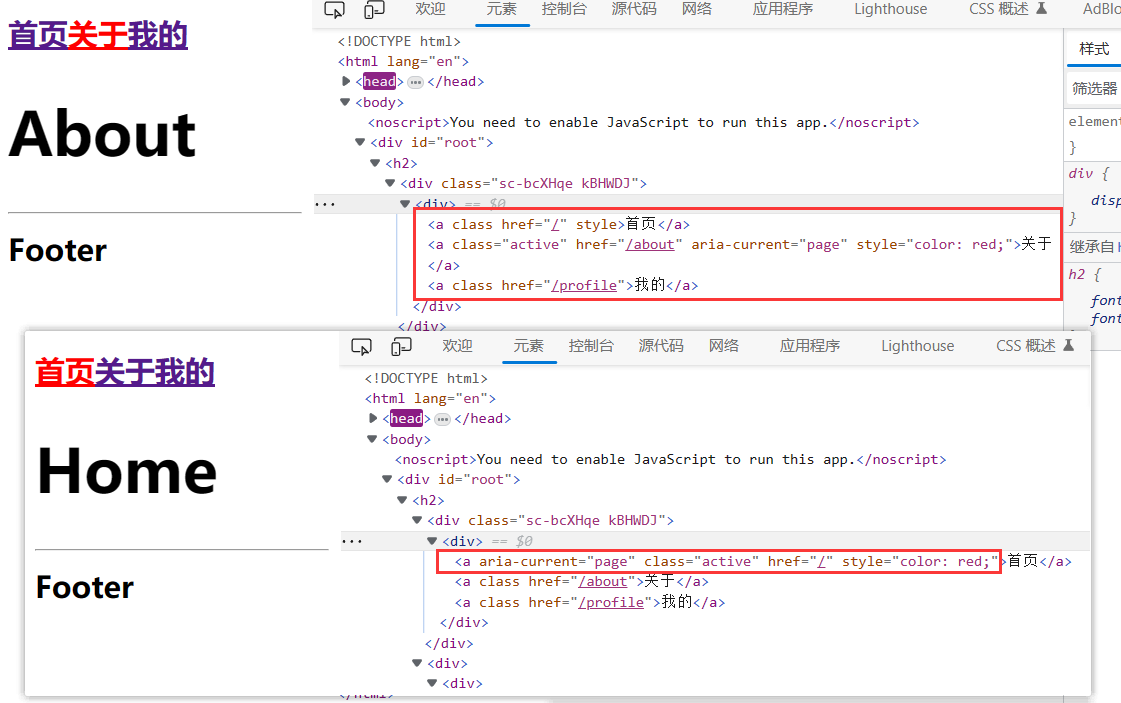 欢迎 元素 控制台 源代码 网络 应用程序 Lighthouse CSS 概述 AdBlo
首页关于我的
About
Footer
<!DOCTYPE html>
<html lang="en">
<head> ... </head>
<body>
<noscript>You need to enable JavaScript to run this app.</noscript>
<div id="root">
<h2>
<div class="sc-bcXHqe kBHWDJ">
... <div> == $0
<a class href="/" style>首页</a>
<a class="active" href="/about" aria-current="page" style="color: red;">关于
</a>
<a class href="/profile">我的</a>
</div>
</div>
样式
筛选器
element
}
div {
disp
}
继承自 h
h2 {
font
font
欢迎 元素 控制台 源代码 网络 应用程序 Lighthouse CSS 概述
首页关于我的
Home
Footer
<!DOCTYPE html>
<html lang="en">
<head> ... </head>
<body>
<noscript>You need to enable JavaScript to run this app.</noscript>
<div id="root">
<h2>
<div class="sc-bcXHqe kBHWDJ">
... <div> == $0
<a aria-current="page" class="active" href="/" style="color: red;">首页</a>
<a class href="/about">关于</a>
<a class href="/profile">我的</a>
</div>
</div>
<div>
<div>
</html>